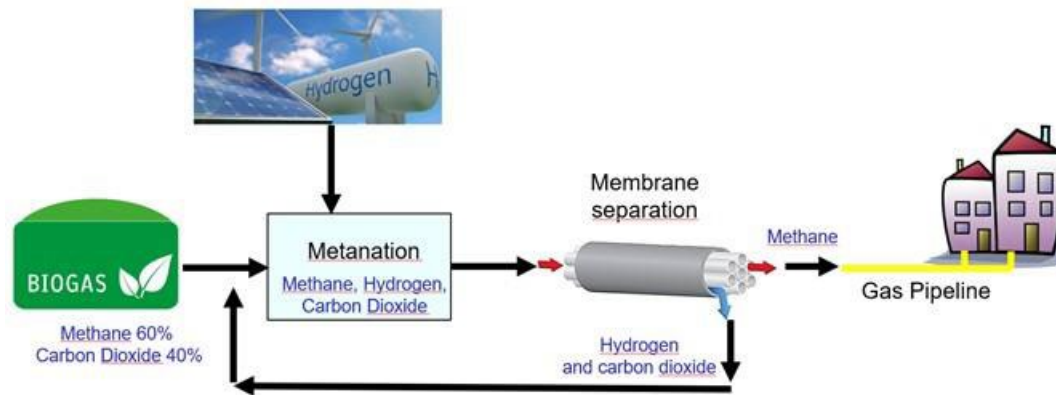 Hydrogen
H
Membrane
separation
Metanation
Methane, Hydrogen,
Carbon Dioxide
Methane
BIOGAS
Gas Pipeline
Methane 60%
Carbon Dioxide 40%
Hydrogen
and carbon dioxide